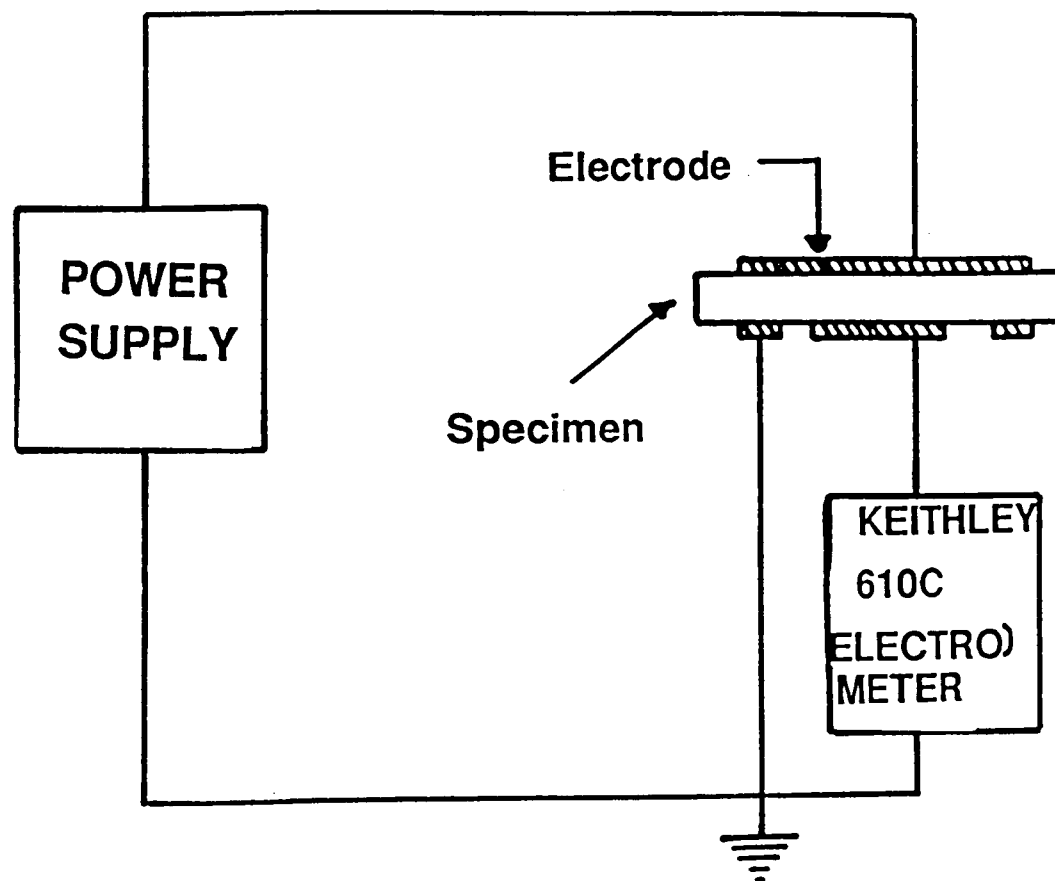 Electrode
POWER
SUPPLY
Specimen
KEITHLEY
610C
ELECTRO)
METER